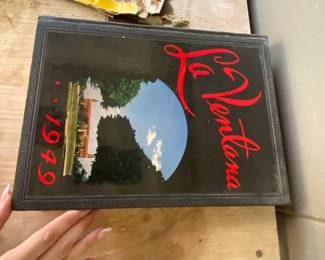 La Ventana
. . 1949